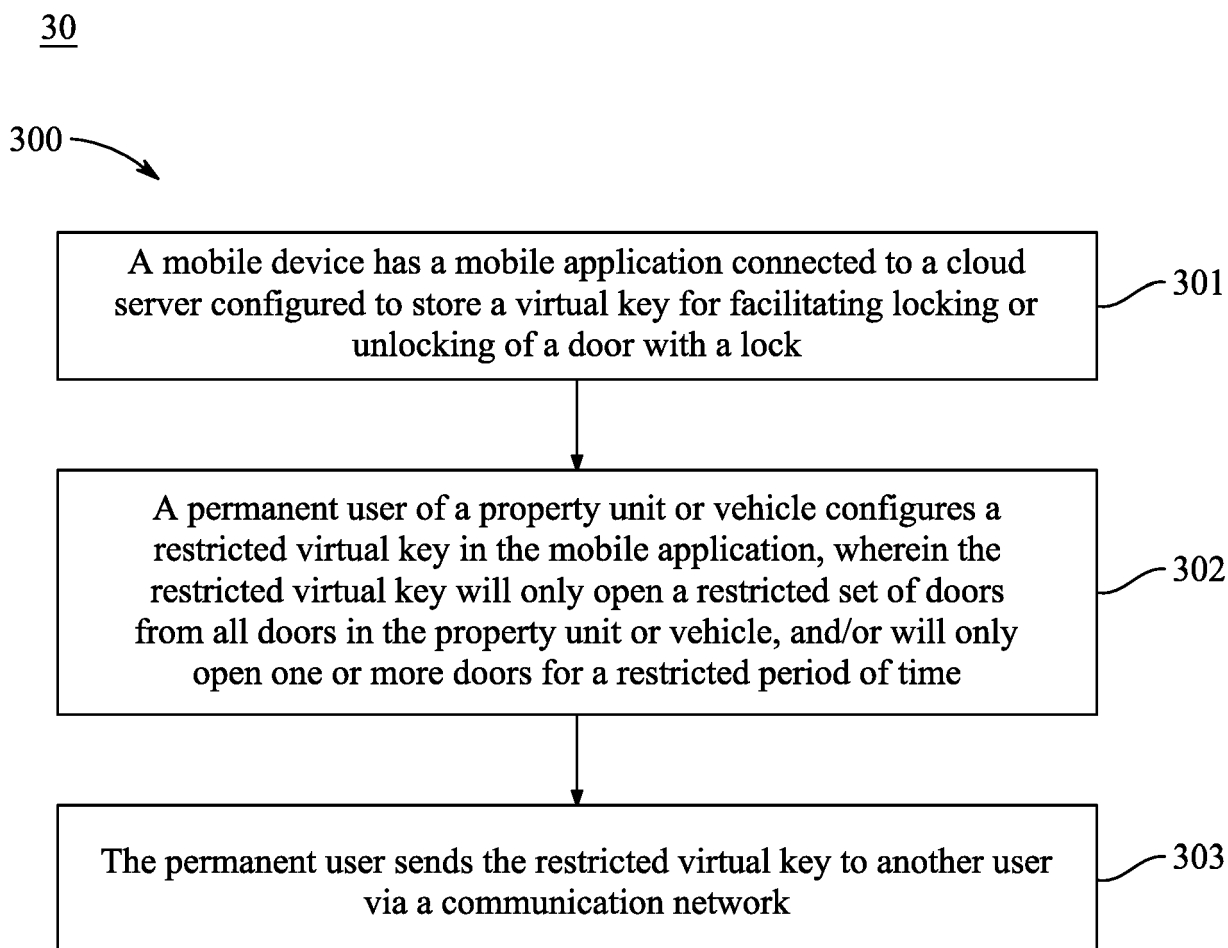 30
300
A mobile device has a mobile application connected to a cloud
server configured to store a virtual key for facilitating locking or
unlocking of a door with a lock
301
A permanent user of a property unit or vehicle configures a
restricted virtual key in the mobile application, wherein the
restricted virtual key will only open a restricted set of doors
from all doors in the property unit or vehicle, and/or will only
open one or more doors for a restricted period of time
302
The permanent user sends the restricted virtual key to another user
via a communication network
303